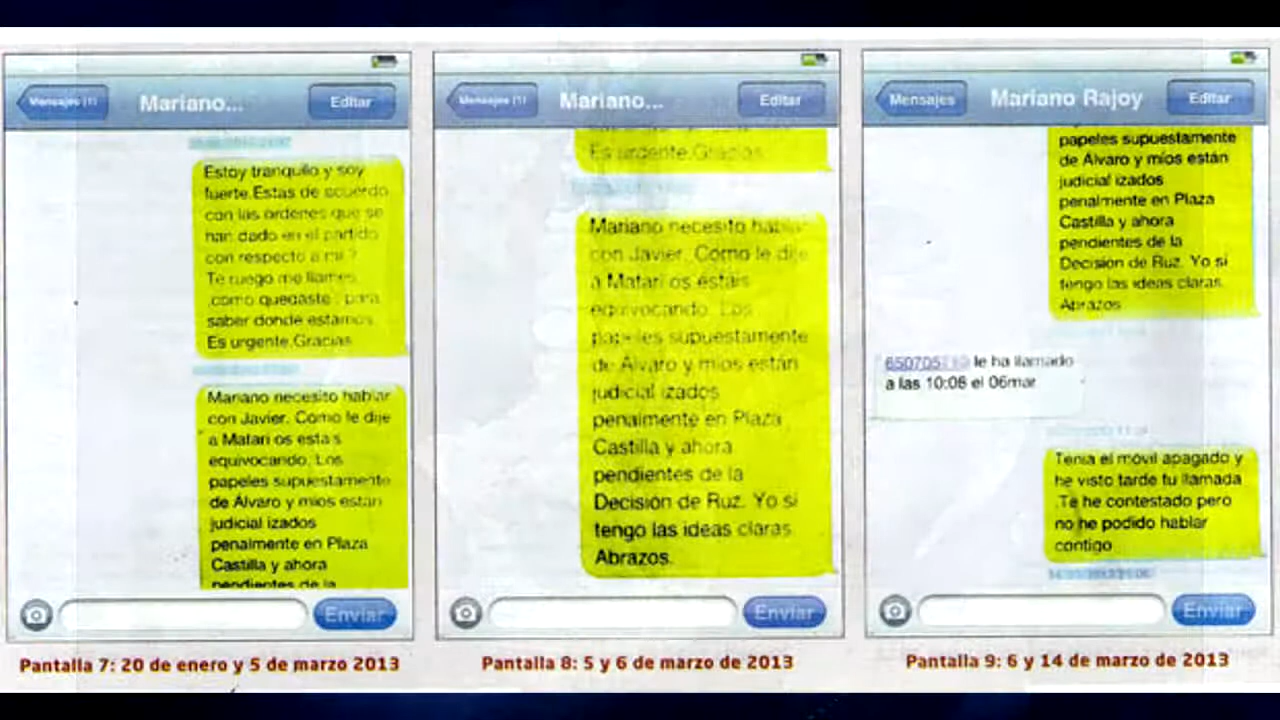 Mensajes (1)
Mariano...
Editar
Estoy tranquilo y soy
fuerte.Estas de acuerdo
con las ordenes que se
han dado en el partido
con respecto a mi ?
Te ruego me llames
,como quedaste , para
saber donde estamos.
Es urgente.Gracias
Mariano necesito hablar
con Javier. Como le dije
a Matari os estais
equivocando. Los
papeles supuestamente
de Álvaro y mios están
judicial izados
penalmente en Plaza
Castilla y ahora
pendientes de la
Enviar
Pantalla 7: 20 de enero y 5 de marzo 2013
Mensajes (1)
Mariano...
Editar
Es urgente.Gracias
Mariano necesito hablar
con Javier. Como le dije
a Matari os estáis
equivocando. Los
papeles supuestamente
de Álvaro y mios están
judicial izados
penalmente en Plaza
Castilla y ahora
pendientes de la
Decisión de Ruz. Yo si
tengo las ideas claras.
Abrazos.
Enviar
Pantalla 8: 5 y 6 de marzo de 2013
Mensajes
Mariano Rajoy
Editar
papeles supuestamente
de Álvaro y mios están
judicial izados
penalmente en Plaza
Castilla y ahora
pendientes de la
Decisión de Ruz. Yo si
tengo las ideas claras.
Abrazos
650705 le ha llamado
a las 10:06 el 06mar
Tenia el móvil apagado y
he visto tarde tu llamada
.Te he contestado pero
no he podido hablar
contigo
Enviar
Pantalla 9: 6 y 14 de marzo de 2013